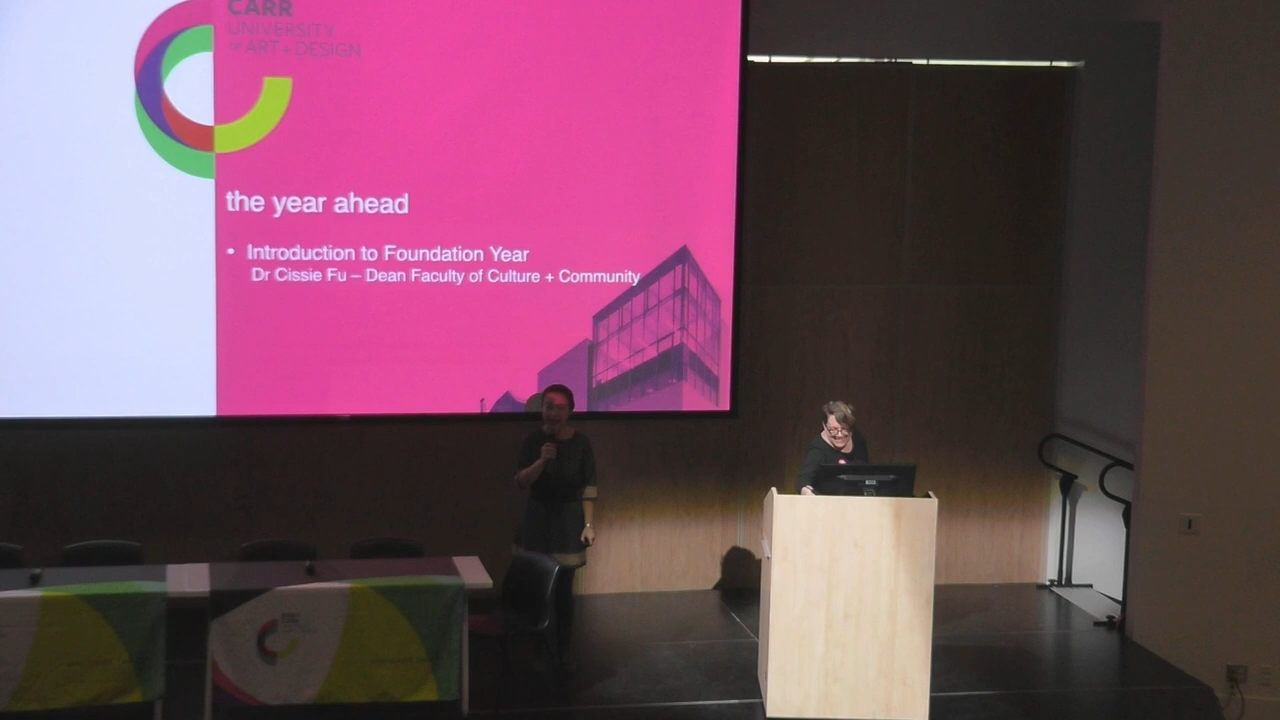 CARR
UNIVERSITY
OF ART + DESIGN
the year ahead
• Introduction to Foundation Year
Dr Cissie Fu – Dean Faculty of Culture + Community